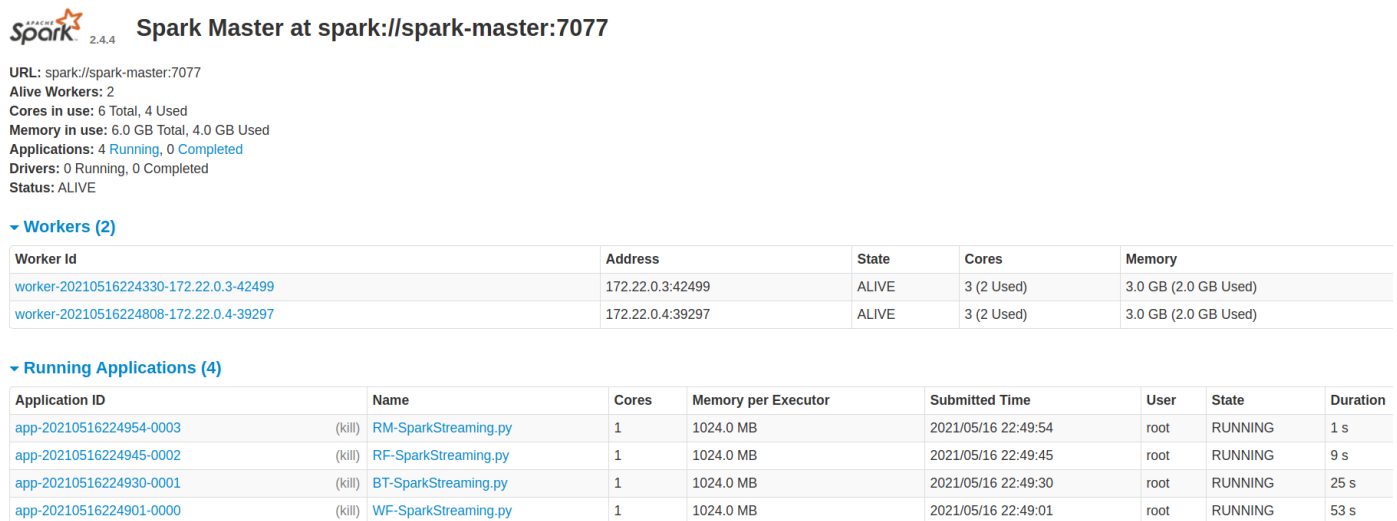 APACHE
Spark 2.4.4 Spark Master at spark://spark-master:7077
URL: spark://spark-master:7077
Alive Workers: 2
Cores in use: 6 Total, 4 Used
Memory in use: 6.0 GB Total, 4.0 GB Used
Applications: 4 Running, 0 Completed
Drivers: 0 Running, 0 Completed
Status: ALIVE
Workers (2)
Worker Id Address State Cores Memory
worker-20210516224330-172.22.0.3-42499 172.22.0.3:42499 ALIVE 3 (2 Used) 3.0 GB (2.0 GB Used)
worker-20210516224808-172.22.0.4-39297 172.22.0.4:39297 ALIVE 3 (2 Used) 3.0 GB (2.0 GB Used)
Running Applications (4)
Application ID Name Cores Memory per Executor Submitted Time User State Duration
app-20210516224954-0003 (kill) RM-SparkStreaming.py 1 1024.0 MB 2021/05/16 22:49:54 root RUNNING 1 s
app-20210516224945-0002 (kill) RF-SparkStreaming.py 1 1024.0 MB 2021/05/16 22:49:45 root RUNNING 9 s
app-20210516224930-0001 (kill) BT-SparkStreaming.py 1 1024.0 MB 2021/05/16 22:49:30 root RUNNING 25 s
app-20210516224901-0000 (kill) WF-SparkStreaming.py 1 1024.0 MB 2021/05/16 22:49:01 root RUNNING 53 s